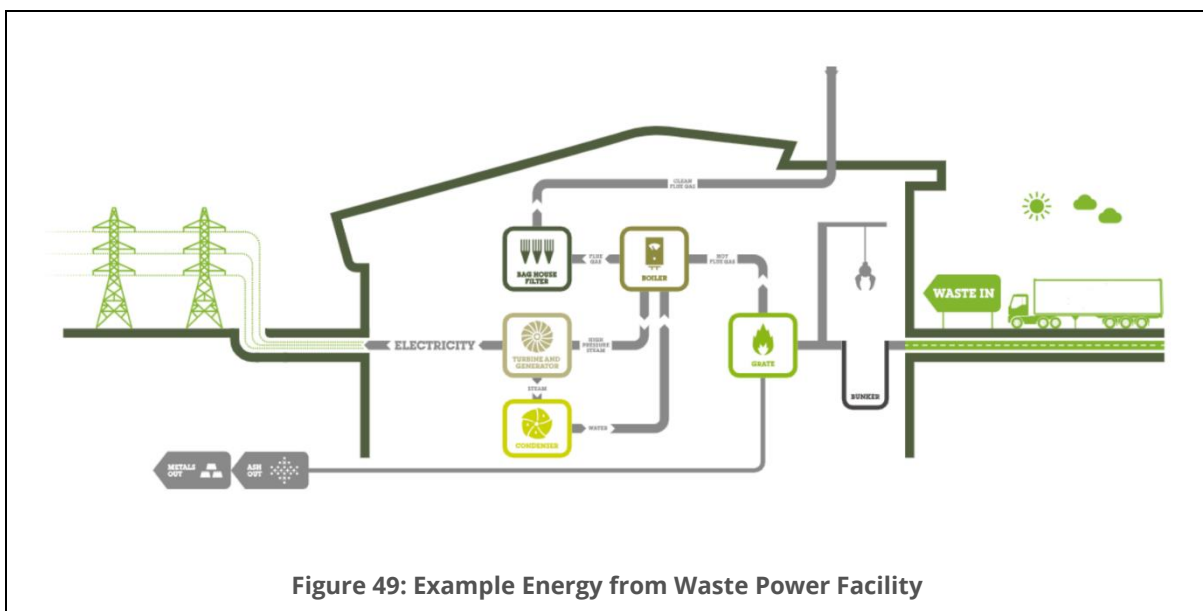 CLEAN
FLUE GAS
BAG HOUSE
FILTER
FLUE
GAS
BOILER
HOT
FLUE GAS
WASTE IN
ELECTRICITY
TURBINE AND
GENERATOR
HIGH
PRESSURE
STEAM
GRATE
STEAM
BUNKER
CONDENSER
WATER
METALS
OUT
ASH
OUT
Figure 49: Example Energy from Waste Power Facility